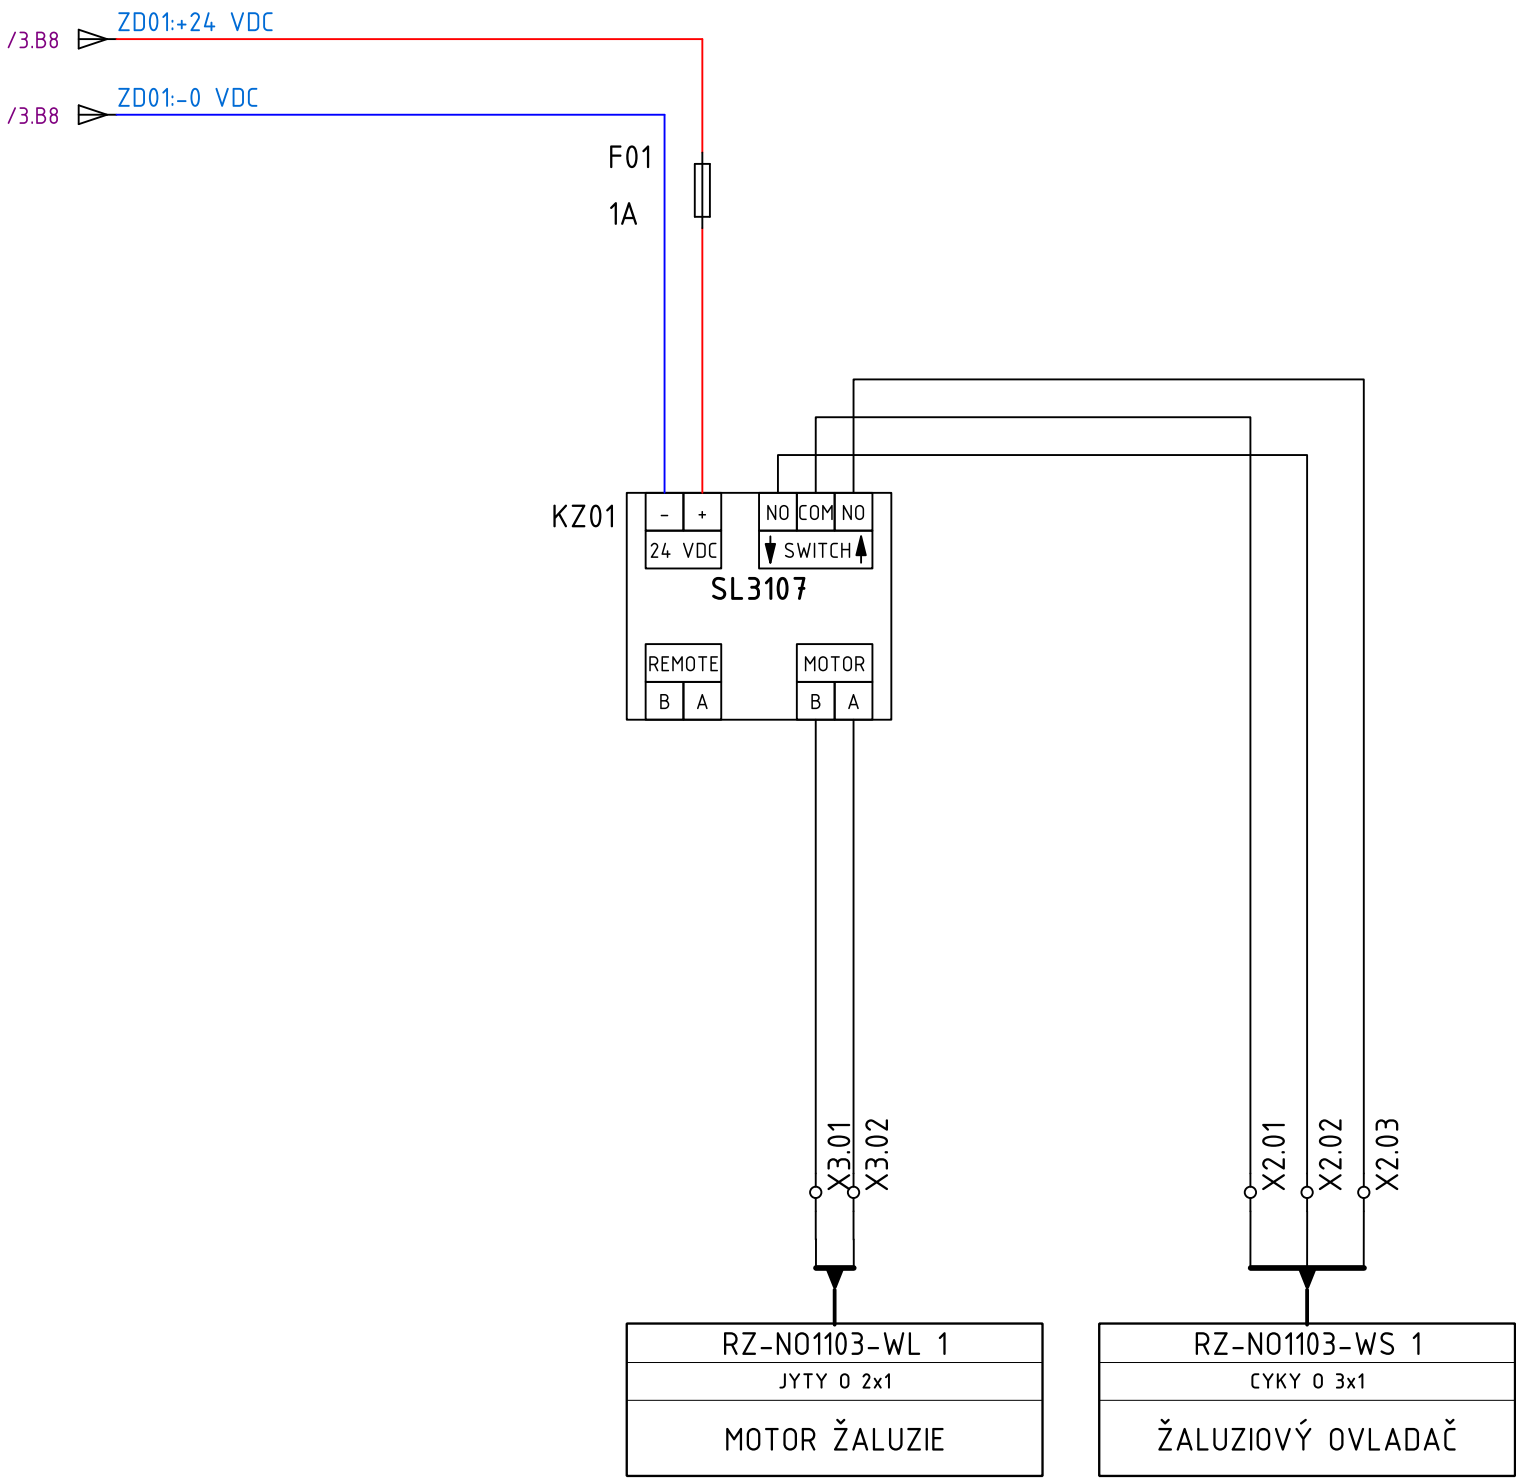 ZD01:+24 VDC
/3.B8
ZD01:-0 VDC
/3.B8
F01
1A
KZ01
- + NO COM NO
24 VDC SWITCH
SL3107
REMOTE MOTOR
B A B A
X3.01
X3.02
X2.01
X2.02
X2.03
RZ-NO1103-WL 1
JYTY O 2x1
MOTOR ŽALUZIE
RZ-NO1103-WS 1
CYKY O 3x1
ŽALUZIOVÝ OVLADAČ